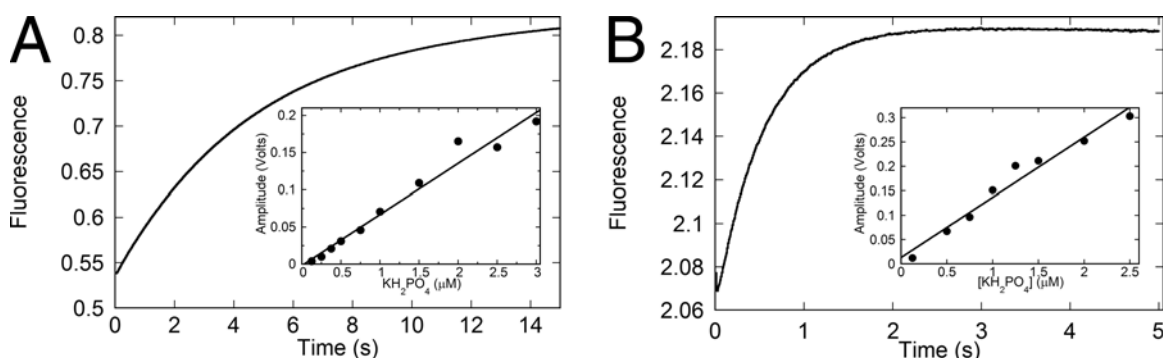 A
Fluorescence
0.8
0.75
0.7
0.65
0.6
0.55
0.5
0 2 4 6 8 10 12 14
Time (s)
Amplitude (Volts)
0.2
0.15
0.1
0.05
0
0.5 1 1.5 2 2.5 3
KH₂PO₄ (μM)
B
Fluorescence
2.18
2.16
2.14
2.12
2.10
2.08
2.06
0 1 2 3 4 5
Time (s)
Amplitude (Volts)
0.3
0.25
0.2
0.15
0.1
0.05
0
0 0.5 1 1.5 2 2.5
[KH₂PO₄] (μM)